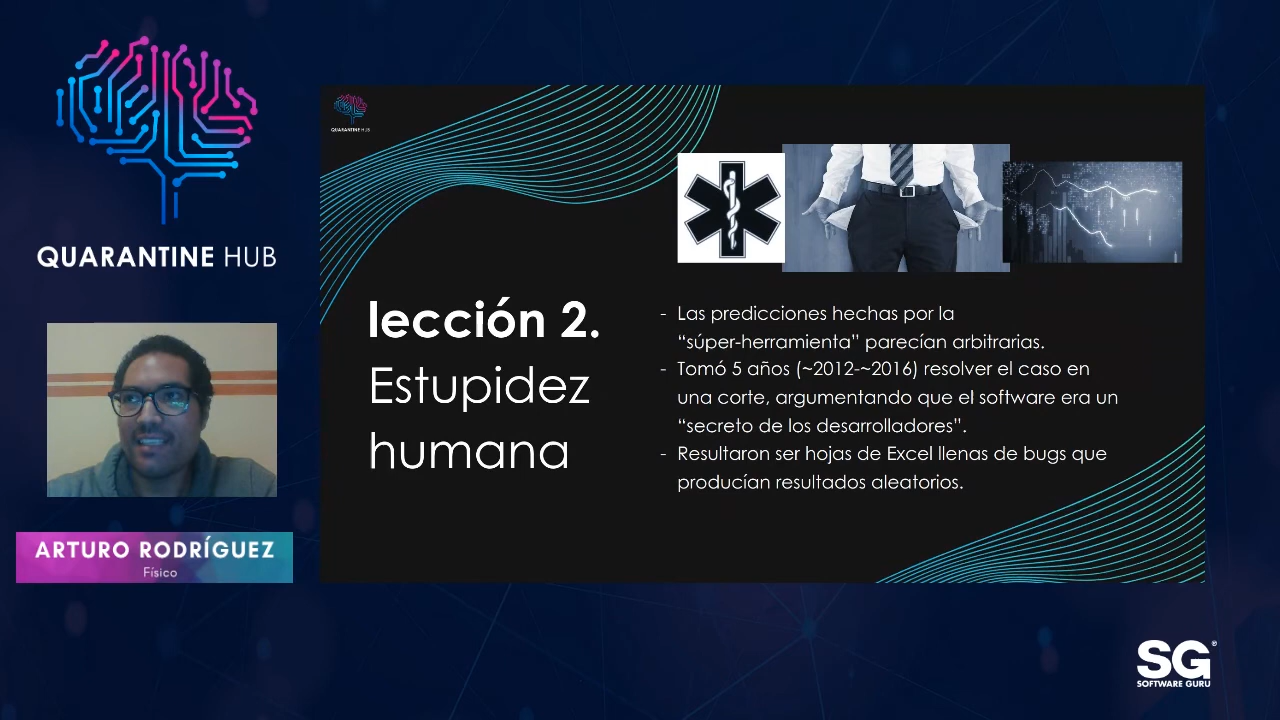 QUARANTINE HUB
ARTURO RODRÍGUEZ
Físico
QUARANTINE HUB
lección 2.
Estupidez
humana
- Las predicciones hechas por la
“súper-herramienta” parecían arbitrarias.
- Tomó 5 años (~2012-~2016) resolver el caso en
una corte, argumentando que el software era un
“secreto de los desarrolladores”.
- Resultaron ser hojas de Excel llenas de bugs que
producían resultados aleatorios.
SG
SOFTWARE GURU